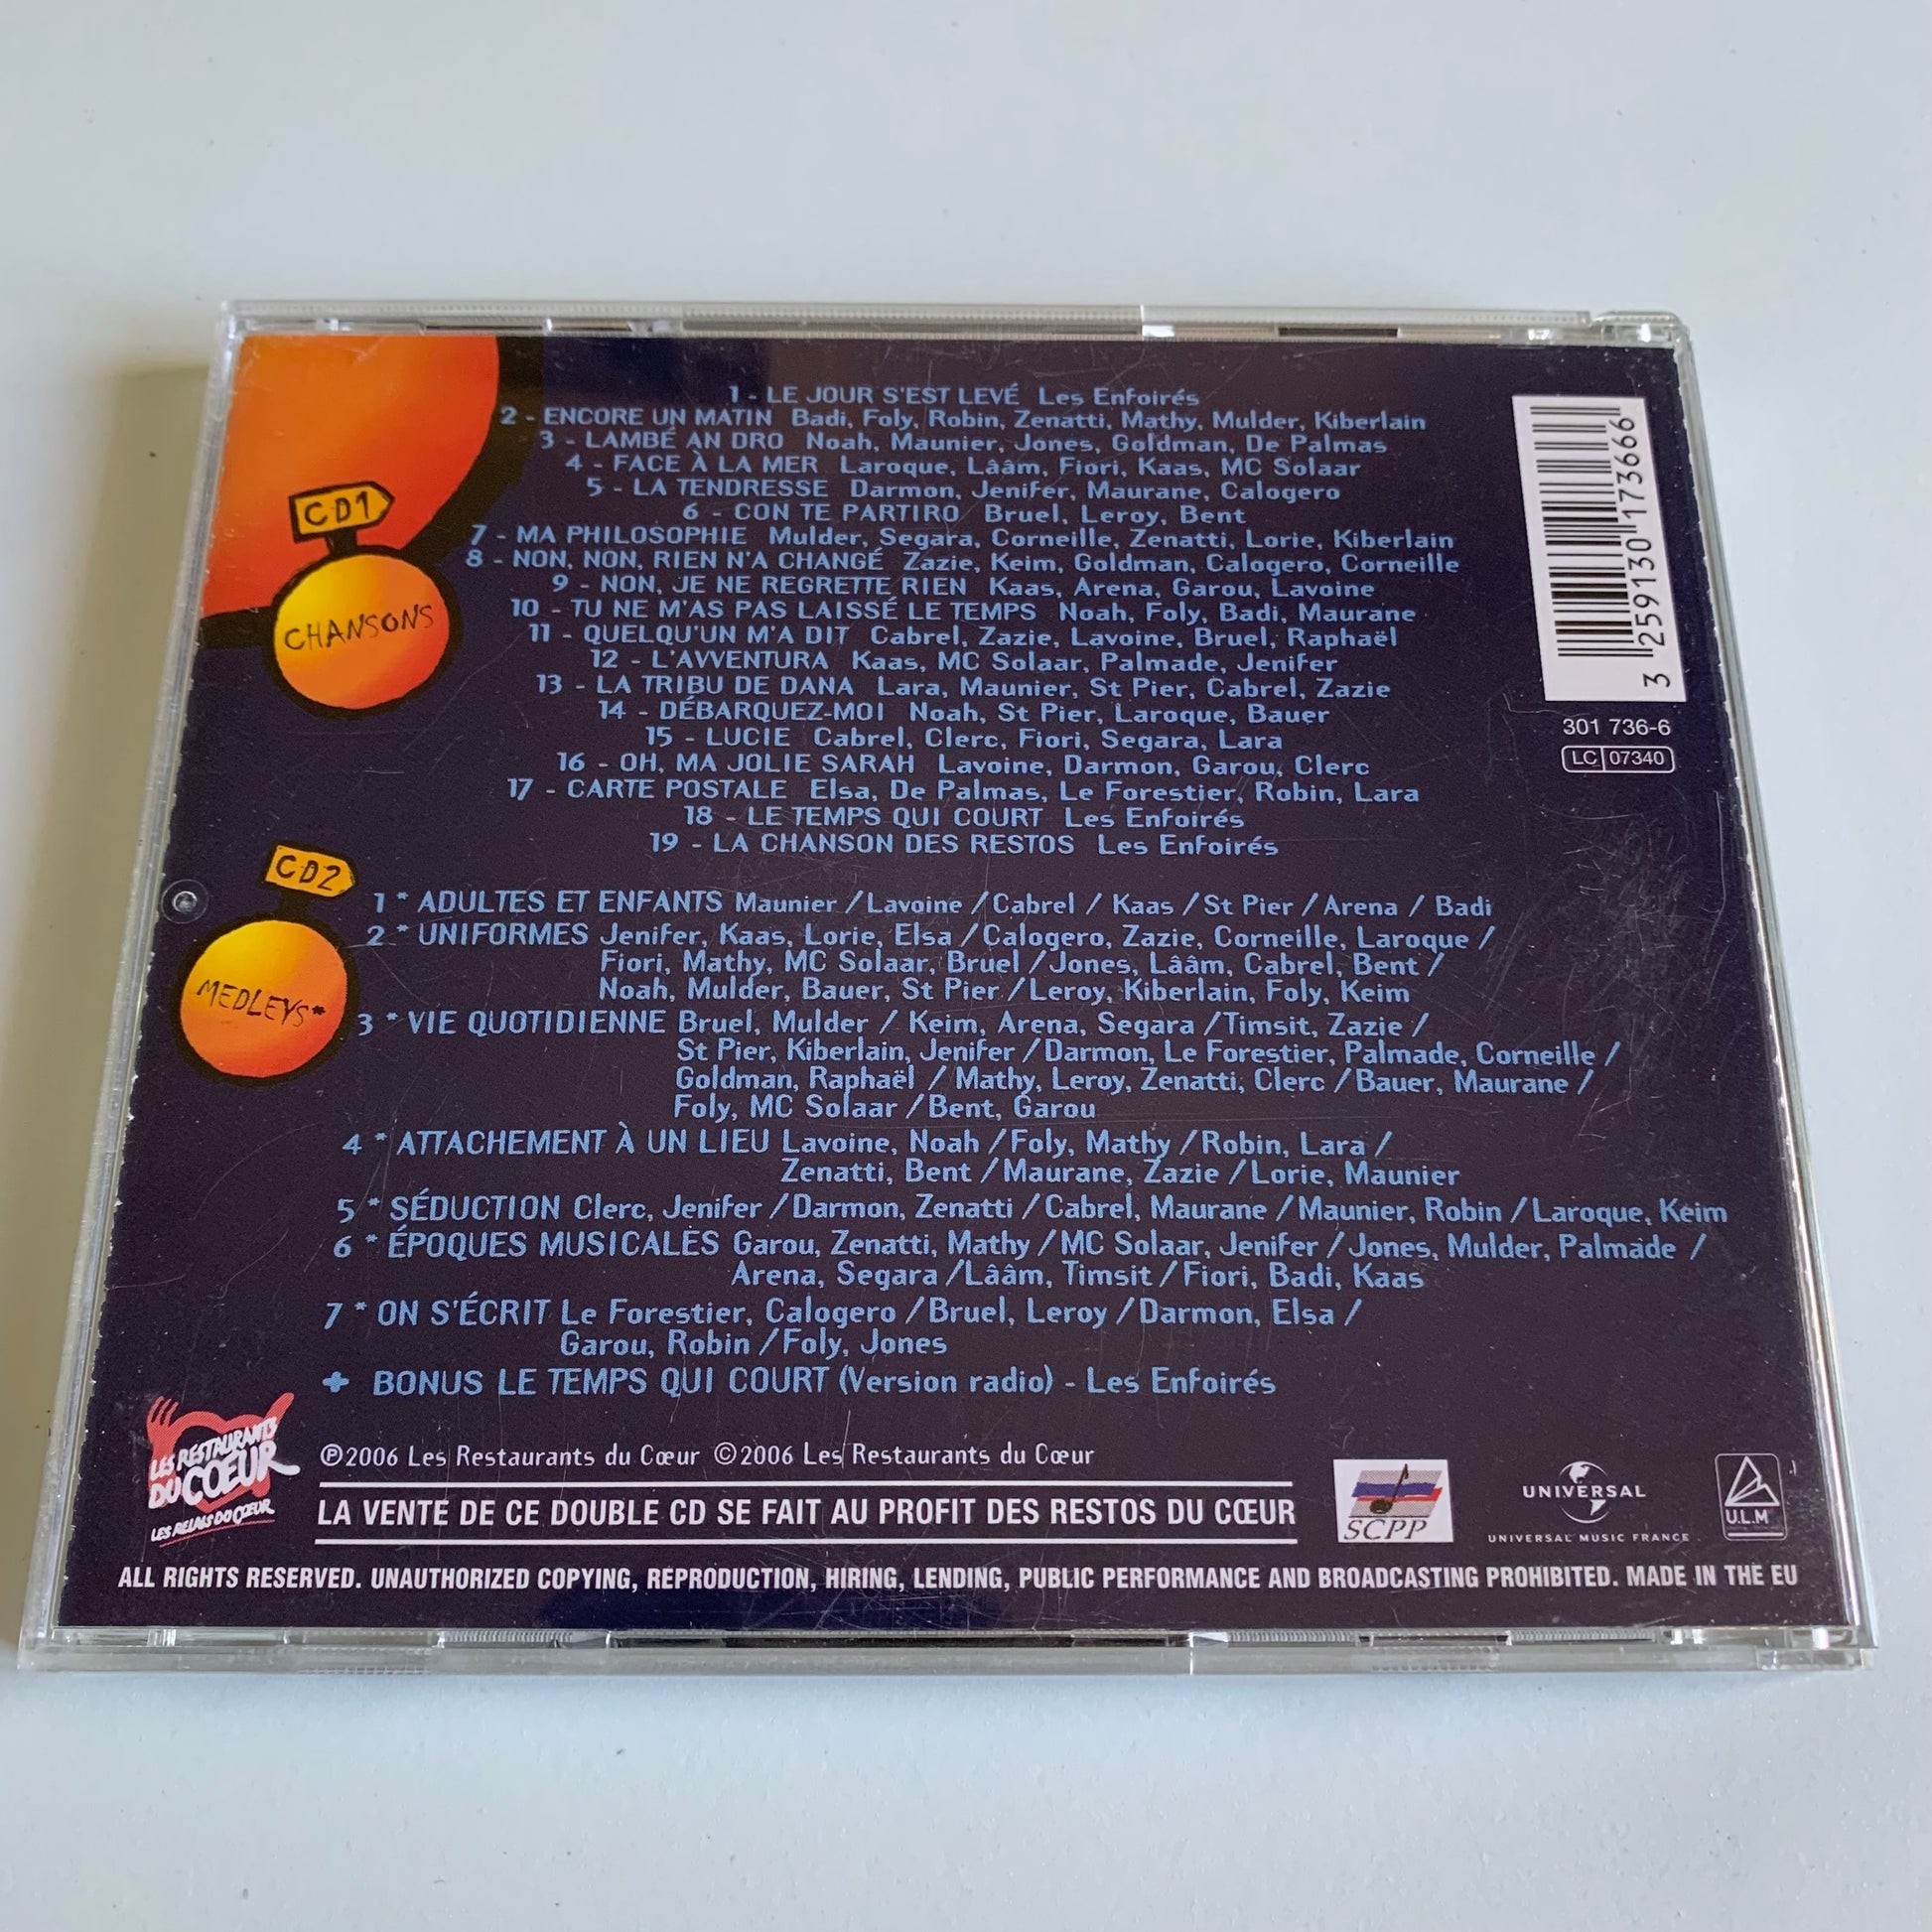 1 - LE JOUR S'EST LEVÉ Les Enfoirés
2 - ENCORE UN MATIN Badi, Foly, Robin, Zenatti, Mathy, Mulder, Kiberlain
3 - LAMBÉ AN DRO Noah, Maunier, Jones, Goldman, De Palmas
4 - FACE À LA MER Laroque, Lââm, Fiori, Kaas, MC Solaar
5 - LA TENDRESSE Darmon, Jenifer, Maurane, Calogero
6 - CON TE PARTIRO Bruel, Leroy, Bent
7 - MA PHILOSOPHIE Mulder, Segara, Corneille, Zenatti, Lorie, Kiberlain
8 - NON, NON, RIEN N'A CHANGÉ Zazie, Keim, Goldman, Calogero, Corneille
9 - NON, JE NE REGRETTE RIEN Kaas, Arena, Garou, Lavoine
10 - TU NE M'AS PAS LAISSÉ LE TEMPS Noah, Foly, Badi, Maurane
11 - QUELQU'UN M'A DIT Cabrel, Zazie, Lavoine, Bruel, Raphaël
12 - L'AVVENTURA Kaas, MC Solaar, Palmade, Jenifer
13 - LA TRIBU DE DANA Lara, Maunier, St Pier, Cabrel, Zazie
14 - DÉBARQUEZ-MOI Noah, St Pier, Laroque, Bauer
15 - LUCIE Cabrel, Clerc, Fiori, Segara, Lara
16 - OH, MA JOLIE SARAH Lavoine, Darmon, Garou, Clerc
17 - CARTE POSTALE Elsa, De Palmas, Le Forestier, Robin, Lara
18 - LE TEMPS QUI COURT Les Enfoirés
19 - LA CHANSON DES RESTOS Les Enfoirés
CD1
CHANSONS
3 259130 173666
301 736-6
LC 07340
CD2
MEDLEYS*
1 * ADULTES ET ENFANTS Maunier / Lavoine / Cabrel / Kaas / St Pier / Arena / Badi
2 * UNIFORMES Jenifer, Kaas, Lorie, Elsa / Calogero, Zazie, Corneille, Laroque /
Fiori, Mathy, MC Solaar, Bruel / Jones, Lââm, Cabrel, Bent /
Noah, Mulder, Bauer, St Pier / Leroy, Kiberlain, Foly, Keim
3 * VIE QUOTIDIENNE Bruel, Mulder / Keim, Arena, Segara / Timsit, Zazie /
St Pier, Kiberlain, Jenifer / Darmon, Le Forestier, Palmade, Corneille /
Goldman, Raphaël / Mathy, Leroy, Zenatti, Clerc / Bauer, Maurane /
Foly, MC Solaar / Bent, Garou
4 * ATTACHEMENT À UN LIEU Lavoine, Noah / Foly, Mathy / Robin, Lara /
Zenatti, Bent / Maurane, Zazie / Lorie, Maunier
5 * SÉDUCTION Clerc, Jenifer / Darmon, Zenatti / Cabrel, Maurane / Maunier, Robin / Laroque, Keim
6 * ÉPOQUES MUSICALES Garou, Zenatti, Mathy / MC Solaar, Jenifer / Jones, Mulder, Palmade /
Arena, Segara / Lââm, Timsit / Fiori, Badi, Kaas
7 * ON S'ÉCRIT Le Forestier, Calogero / Bruel, Leroy / Darmon, Elsa /
Garou, Robin / Foly, Jones
+ BONUS LE TEMPS QUI COURT (Version radio) - Les Enfoirés
LES RESTAURANTS
DU CŒUR
LES RELAIS DU CŒUR
℗2006 Les Restaurants du Cœur ©2006 Les Restaurants du Cœur
LA VENTE DE CE DOUBLE CD SE FAIT AU PROFIT DES RESTOS DU CŒUR
SCPP
UNIVERSAL
UNIVERSAL MUSIC FRANCE
U.L.M
ALL RIGHTS RESERVED. UNAUTHORIZED COPYING, REPRODUCTION, HIRING, LENDING, PUBLIC PERFORMANCE AND BROADCASTING PROHIBITED. MADE IN THE EU